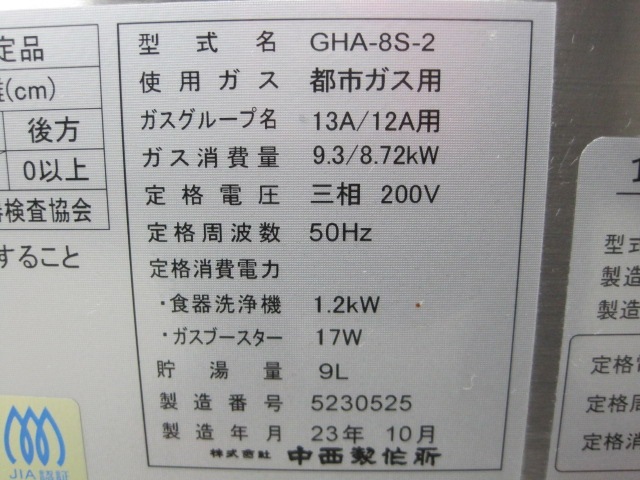 定品
(cm)
後方
0以上
検査協会
すること
JIA認証
型式名 GHA-8S-2
使用ガス 都市ガス用
ガスグループ名 13A/12A用
ガス消費量 9.3/8.72kW
定格電圧 三相 200V
定格周波数 50Hz
定格消費電力
・食器洗浄機 1.2kW
・ガスブースター 17W
貯湯量 9L
製造番号 5230525
製造年月 23年 10月
株式会社 中西製作所
型式
製造
製造
定格
定格周
定格消